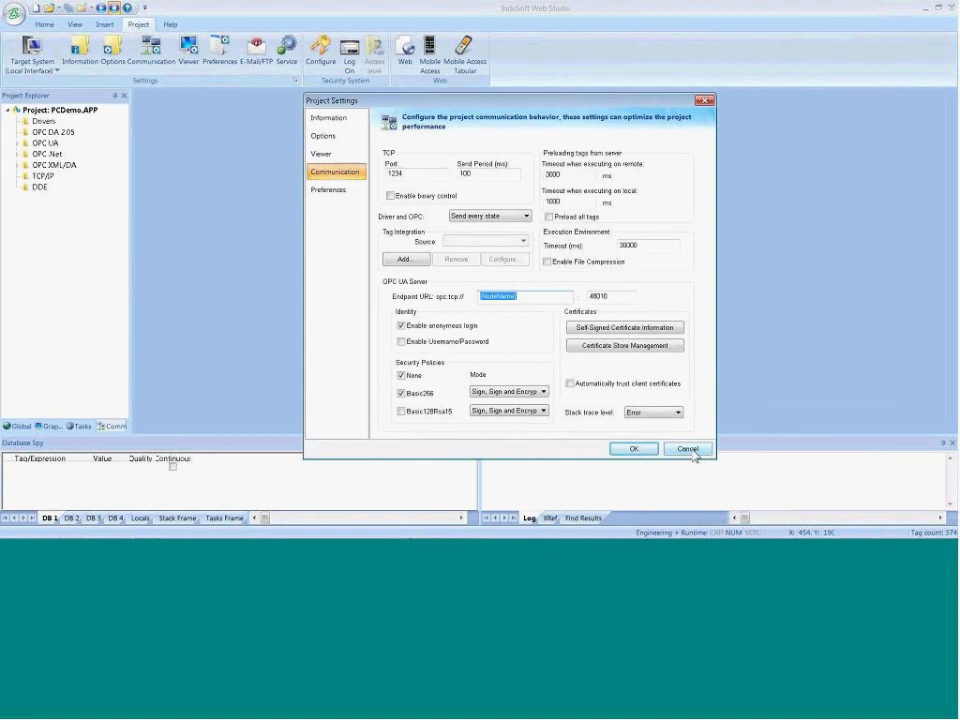 InduSoft Web Studio
Home View Insert Project Help
Target System
(Local Interface)
Information Options Communication Viewer Preferences E-Mail/FTP Service
Configure Log On Access level
Web Mobile Access Mobile Access Tabular
Settings
Security System
Web
Project Explorer
Project: PCDemo.APP
Drivers
OPC DA 2.05
OPC UA
OPC .Net
OPC XML/DA
TCP/IP
DDE
Global Grap... Tasks Comm
Project Settings
Information
Options
Viewer
Communication
Preferences
Configure the project communication behavior, these settings can optimize the project
performance
TCP
Port: Send Period (ms):
1234 100
Enable binary control
Driver and OPC: Send every state
Tag Integration
Source:
Add... Remove Configure...
Preloading tags from server
Timeout when executing on remote:
3000 ms
Timeout when executing on local:
1000 ms
Preload all tags
Execution Environment
Timeout (ms): 30000
Enable File Compression
OPC UA Server
Endpoint URL: opc.tcp:// [NodeName] : 48010
Identity
Enable anonymous login
Enable Username/Password
Security Policies
None Mode
Basic256 Sign, Sign and Encryp
Basic128Rsa15 Sign, Sign and Encryp
Certificates
Self-Signed Certificate Information
Certificate Store Management
Automatically trust client certificates
Stack trace level: Error
OK Cancel
Database Spy
Tag/Expression Value Quality Continuous
DB 1 DB 2 DB 3 DB 4 Locals Stack Frame Tasks Frame
Log XRef Find Results
Engineering + Runtime CAP NUM SCRL X: 454, Y: 19( Tag count: 374